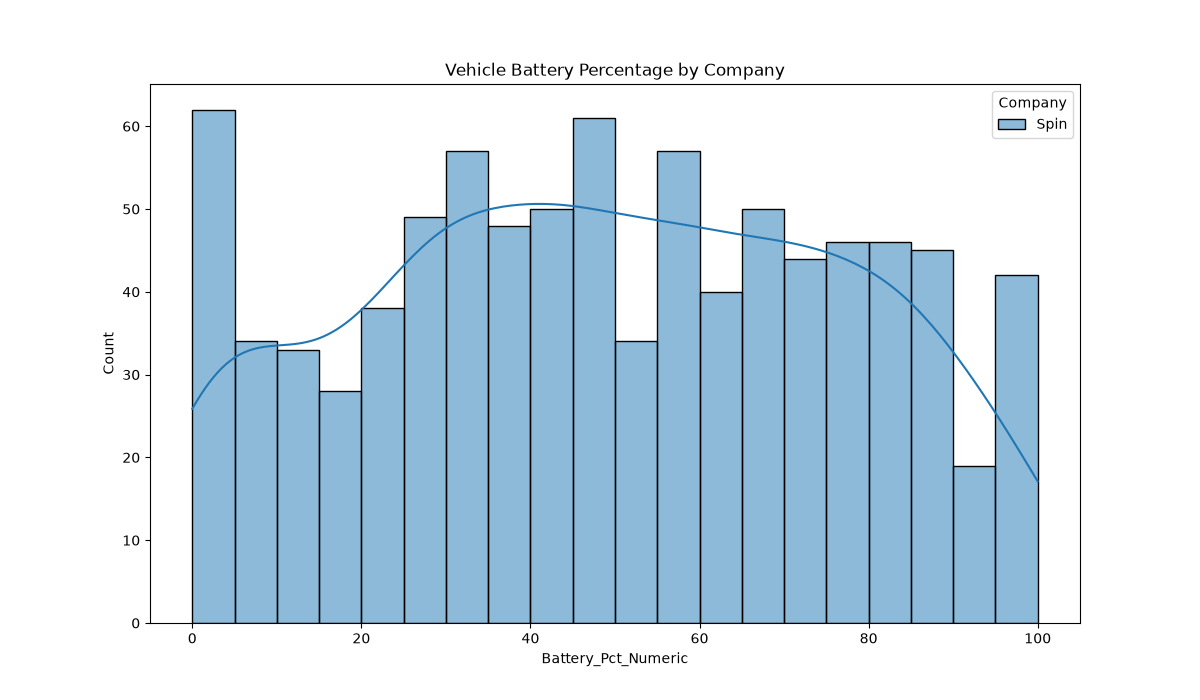 Vehicle Battery Percentage by Company
Company
Spin
60
50
40
30
20
10
0
Count
0 20 40 60 80 100
Battery_Pct_Numeric